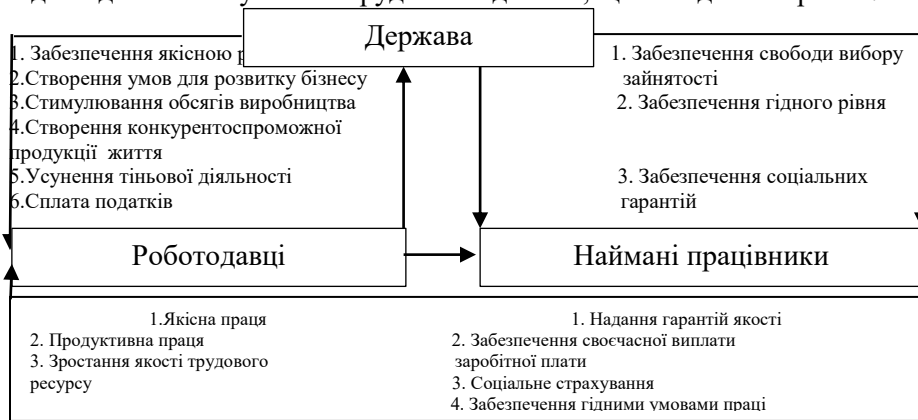 Держава
1. Забезпечення якісною
2.Створення умов для розвитку бізнесу
3.Стимулювання обсягів виробництва
4.Створення конкурентоспроможної
продукції життя
5.Усунення тіньової діяльності
6.Сплата податків
1. Забезпечення свободи вибору
зайнятості
2. Забезпечення гідного рівня
3. Забезпечення соціальних
гарантій
Роботодавці
Наймані працівники
1.Якісна праця
2. Продуктивна праця
3. Зростання якості трудового
ресурсу
1. Надання гарантій якості
2. Забезпечення своєчасної виплати
заробітної плати
3. Соціальне страхування
4. Забезпечення гідними умовами праці